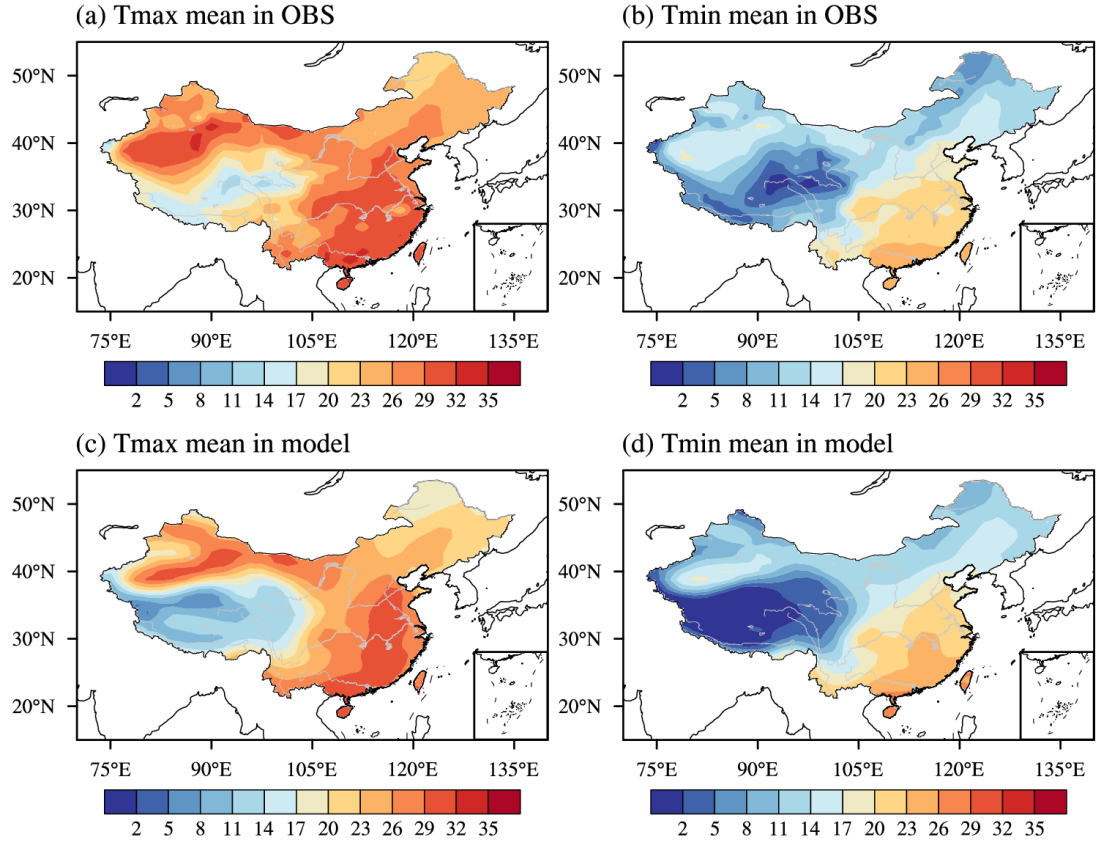 (a) Tmax mean in OBS
(b) Tmin mean in OBS
50°N
40°N
30°N
20°N
75°E 90°E 105°E 120°E 135°E
2 5 8 11 14 17 20 23 26 29 32 35
50°N
40°N
30°N
20°N
75°E 90°E 105°E 120°E 135°E
2 5 8 11 14 17 20 23 26 29 32 35
(c) Tmax mean in model
(d) Tmin mean in model
50°N
40°N
30°N
20°N
75°E 90°E 105°E 120°E 135°E
2 5 8 11 14 17 20 23 26 29 32 35
50°N
40°N
30°N
20°N
75°E 90°E 105°E 120°E 135°E
2 5 8 11 14 17 20 23 26 29 32 35